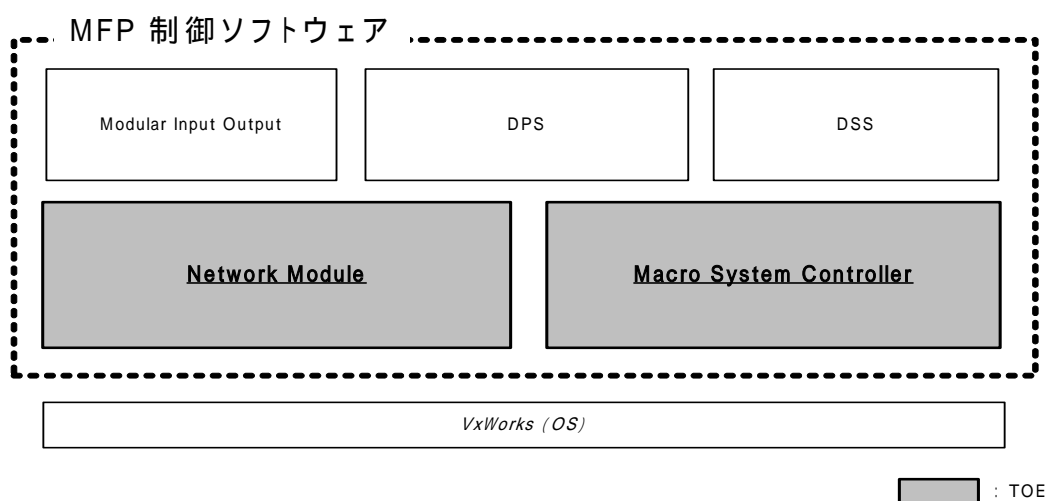 MFP 制御ソフトウェア
Modular Input Output
DPS
DSS
Network Module
Macro System Controller
VxWorks (OS)
: TOE